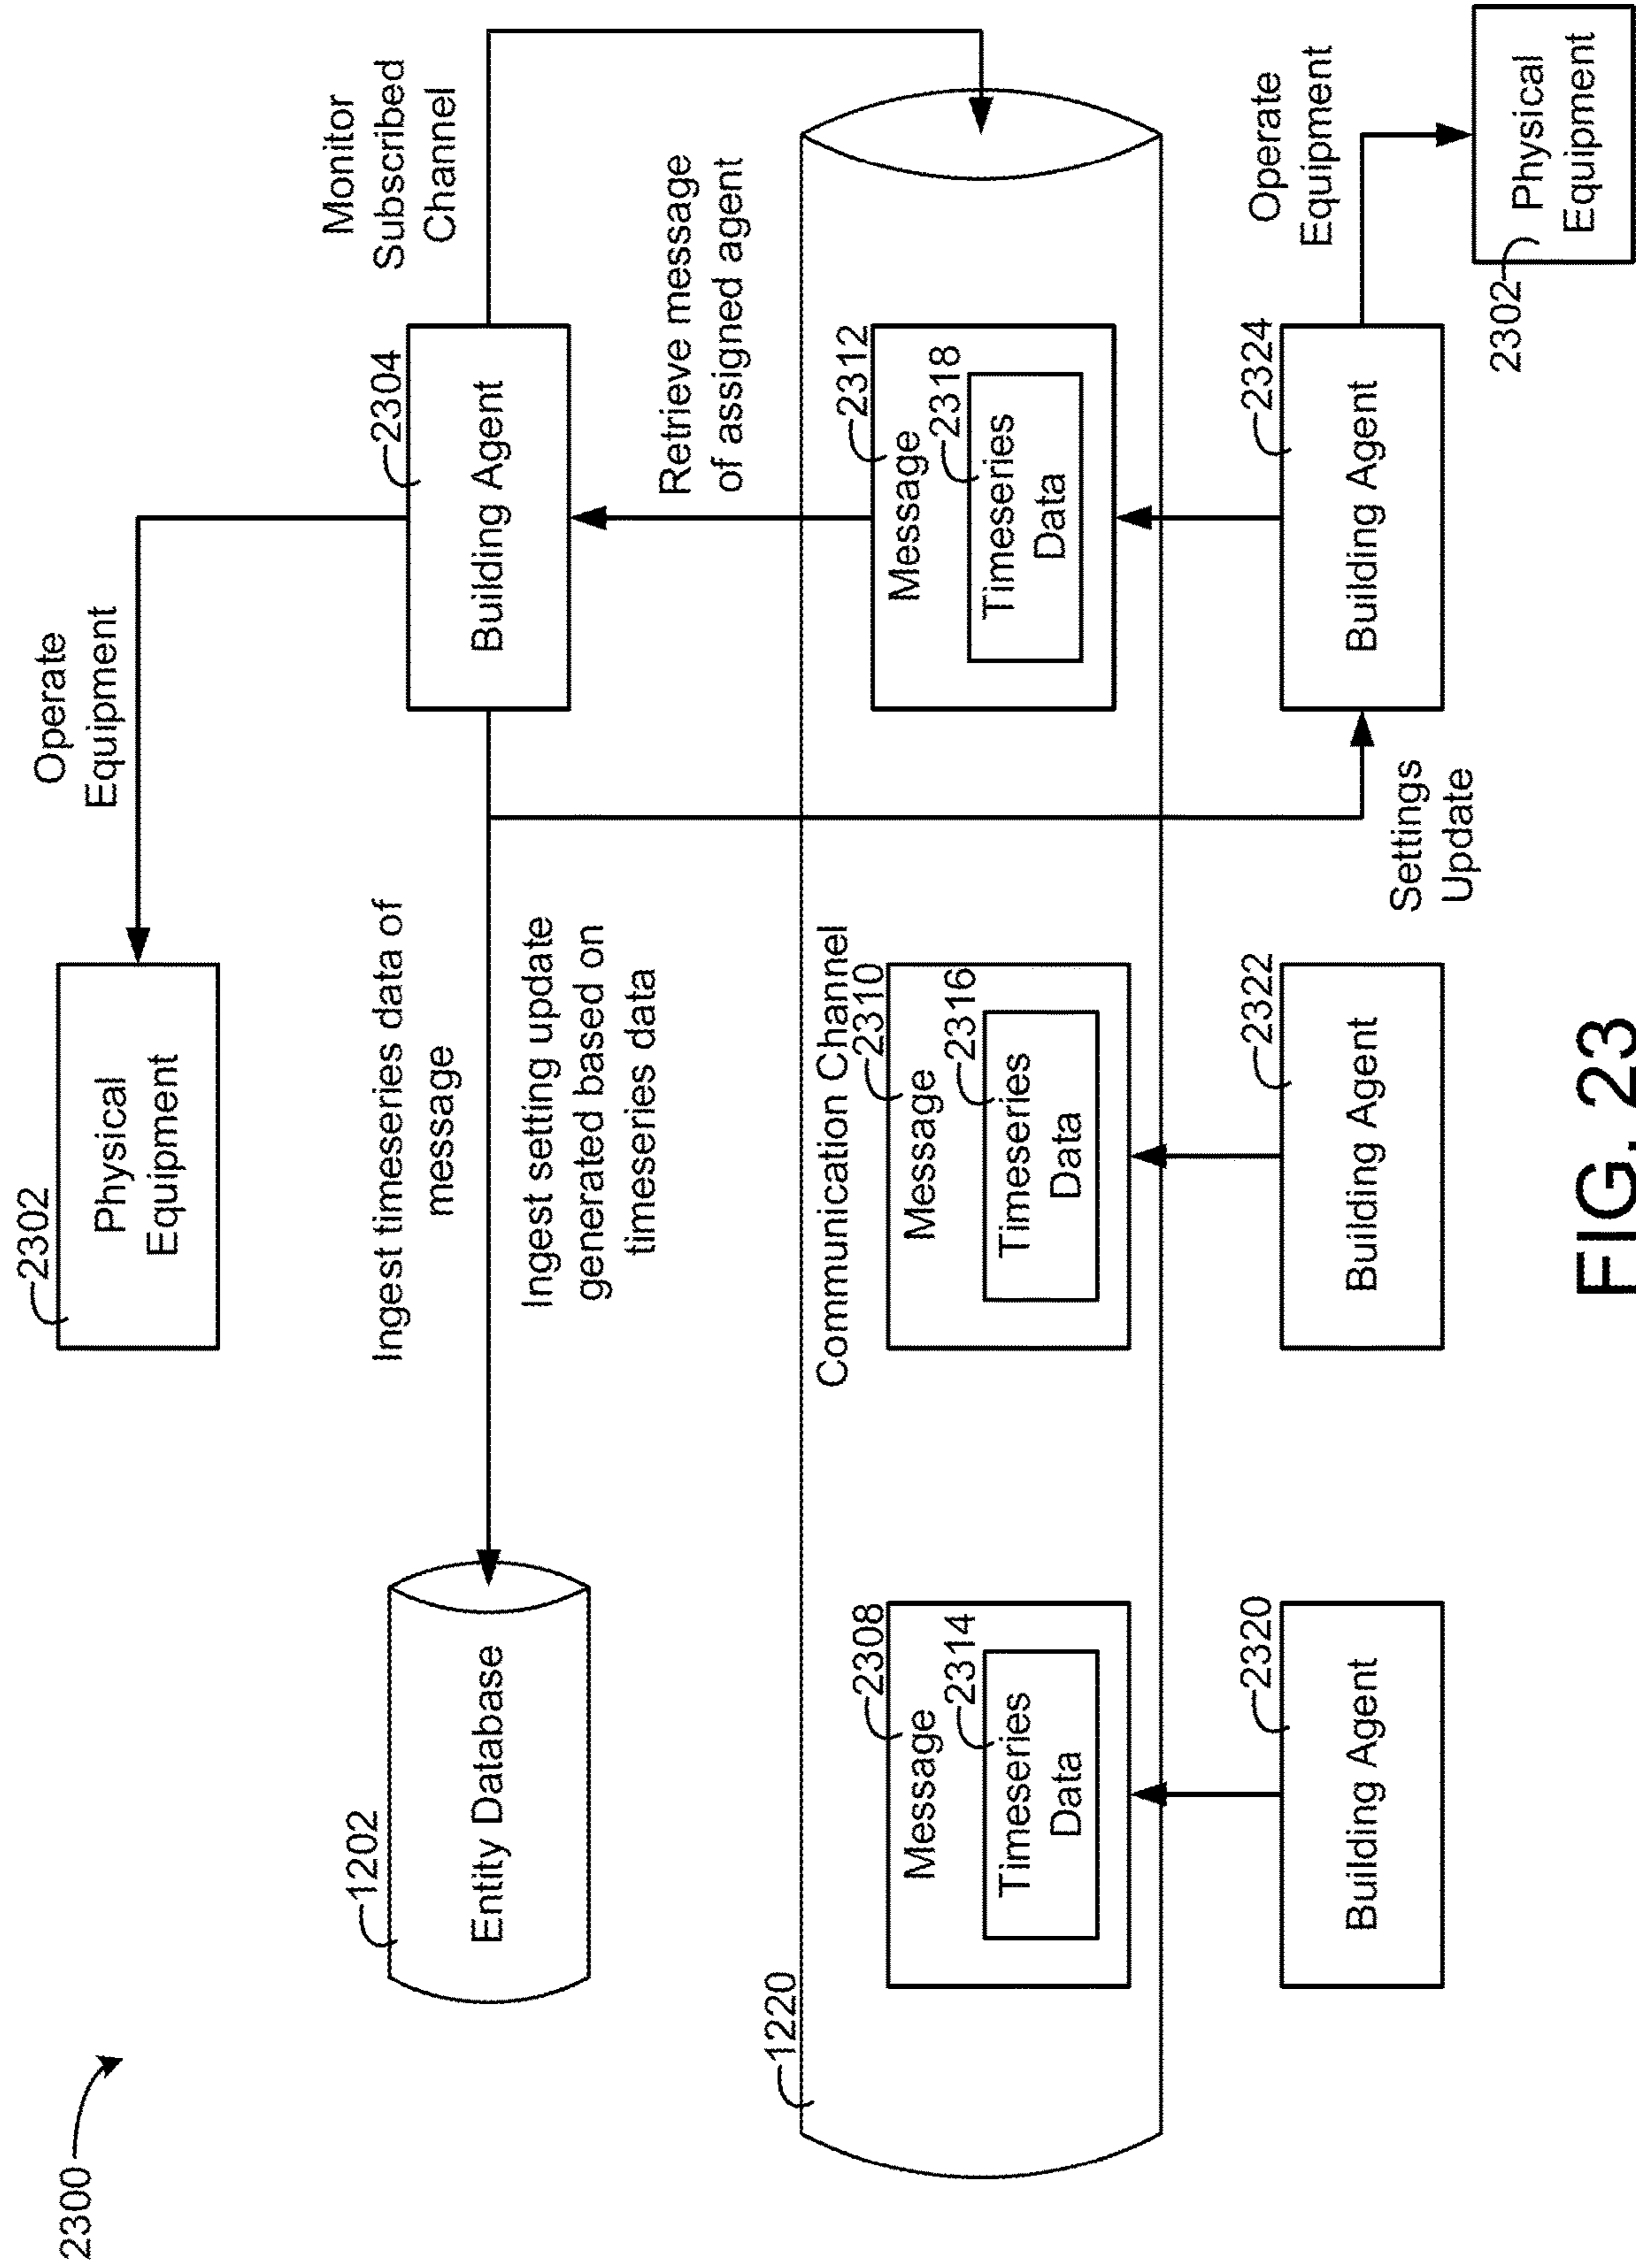 2300
2302
Physical
Equipment
Operate
Equipment
1202
Entity Database
Ingest timeseries data of
message
Ingest setting update
generated based on
timeseries data
2304
Building Agent
Monitor
Subscribed
Channel
Retrieve message
of assigned agent
1220
Communication Channel
2308
Message
2314
Timeseries
Data
2310
Message
2316
Timeseries
Data
2312
Message
2318
Timeseries
Data
2320
Building Agent
2322
Building Agent
Settings
Update
2324
Building Agent
Operate
Equipment
2302
Physical
Equipment
FIG. 23